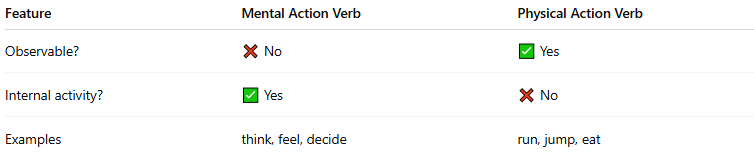 Feature Mental Action Verb Physical Action Verb
Observable? ❌ No ✅ Yes
Internal activity? ✅ Yes ❌ No
Examples think, feel, decide run, jump, eat